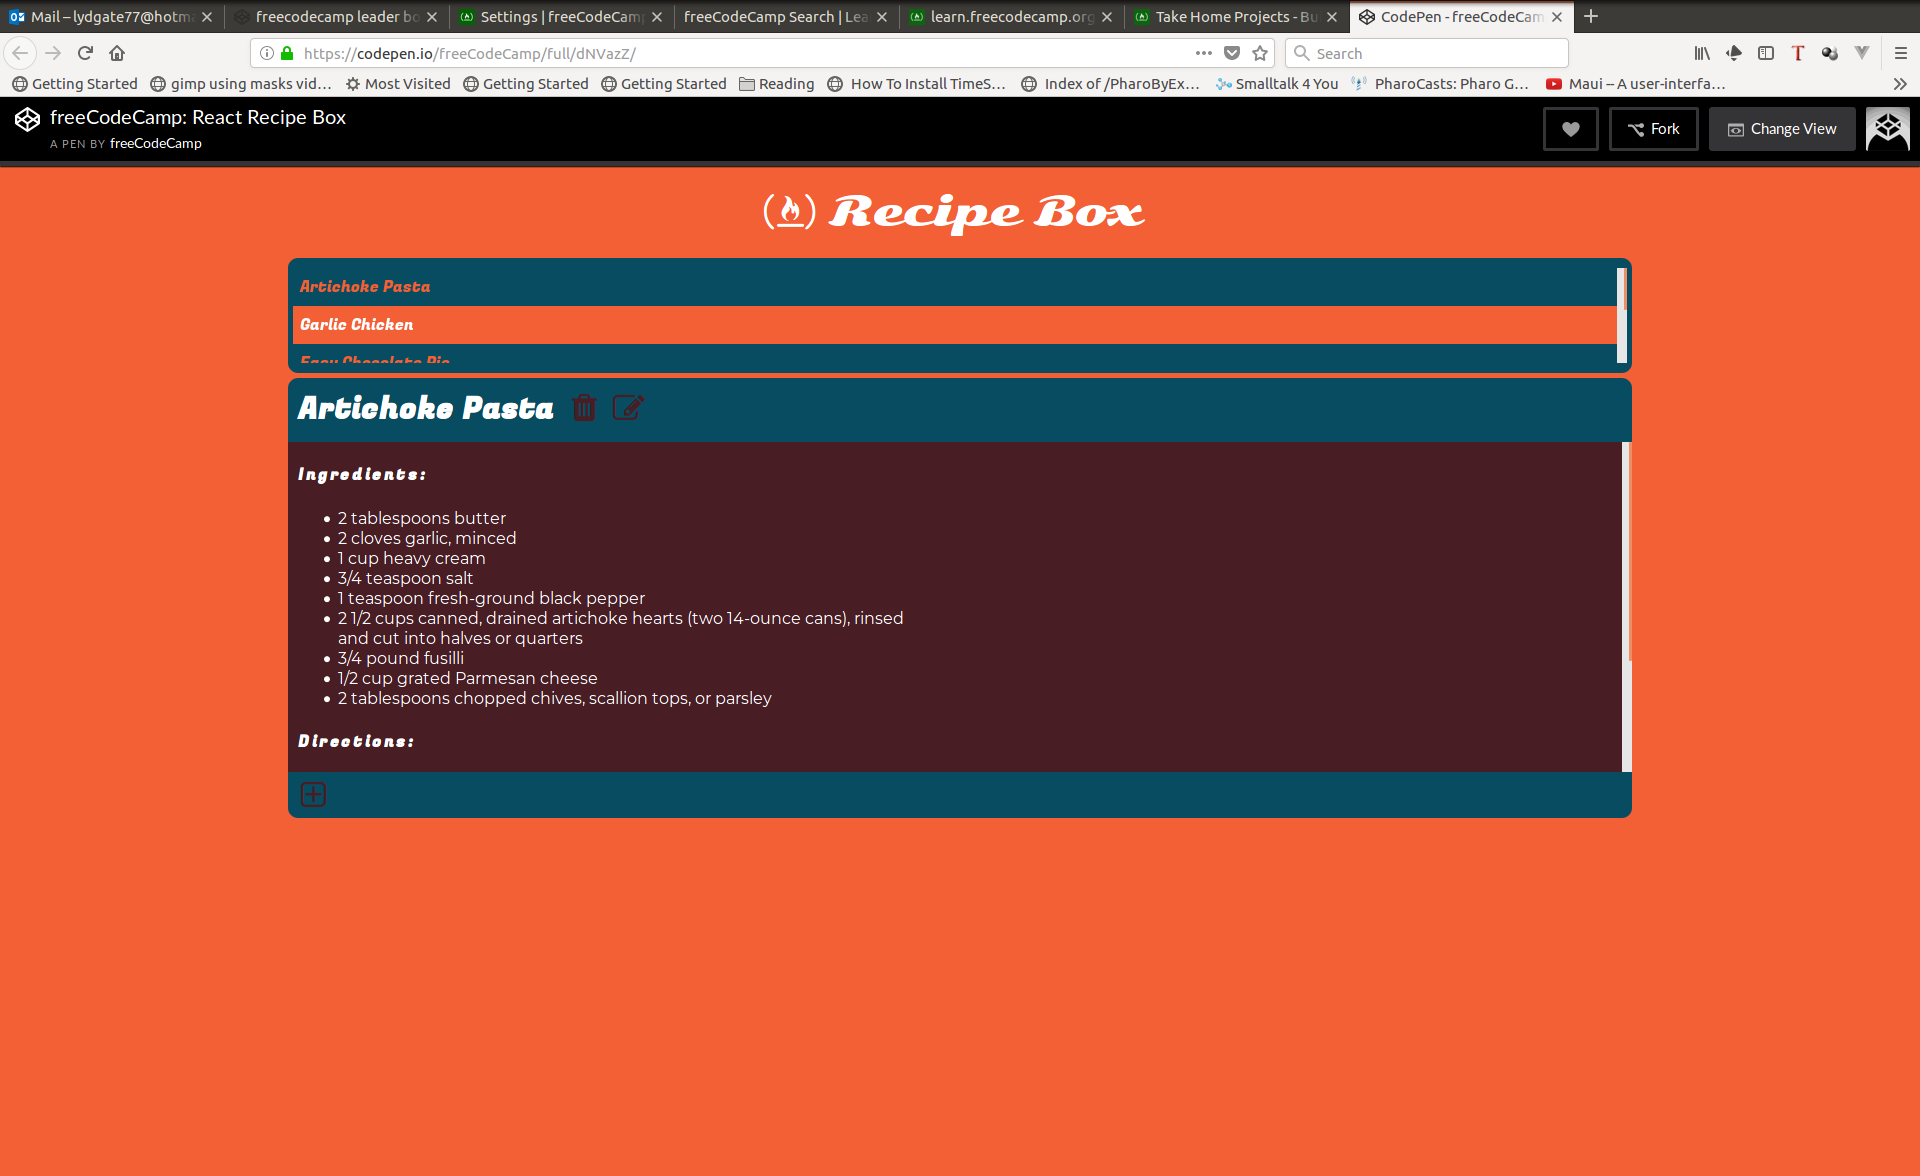 Mail – lydgate77@hotm
freecodecamp leader bo
Settings | freeCodeCam
freeCodeCamp Search | Lea
learn.freecodecamp.org
Take Home Projects - Bu
CodePen - freeCodeCam
https://codepen.io/freeCodeCamp/full/dNVazZ/
Search
Getting Started
gimp using masks vid…
Most Visited
Getting Started
Getting Started
Reading
How To Install TimeS…
Index of /PharoByEx…
Smalltalk 4 You
PharoCasts: Pharo G…
Maui -- A user-interfa…
freeCodeCamp: React Recipe Box
A PEN BY freeCodeCamp
Fork
Change View
Recipe Box
Artichoke Pasta
Garlic Chicken
Easy Chocolate Pie
Artichoke Pasta
Ingredients:
2 tablespoons butter
2 cloves garlic, minced
1 cup heavy cream
3/4 teaspoon salt
1 teaspoon fresh-ground black pepper
2 1/2 cups canned, drained artichoke hearts (two 14-ounce cans), rinsed
and cut into halves or quarters
3/4 pound fusilli
1/2 cup grated Parmesan cheese
2 tablespoons chopped chives, scallion tops, or parsley
Directions: